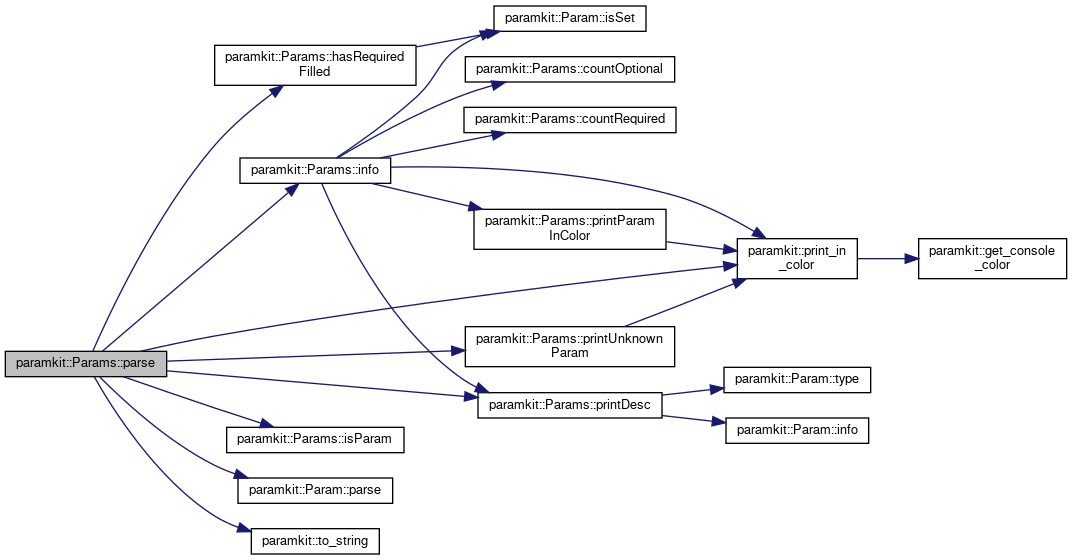 paramkit::Param::isSet
paramkit::Params::hasRequired
Filled
paramkit::Params::countOptional
paramkit::Params::countRequired
paramkit::Params::info
paramkit::Params::printParam
InColor
paramkit::print_in
_color
paramkit::get_console
_color
paramkit::Params::printUnknown
Param
paramkit::Params::parse
paramkit::Param::type
paramkit::Params::printDesc
paramkit::Param::info
paramkit::Params::isParam
paramkit::Param::parse
paramkit::to_string